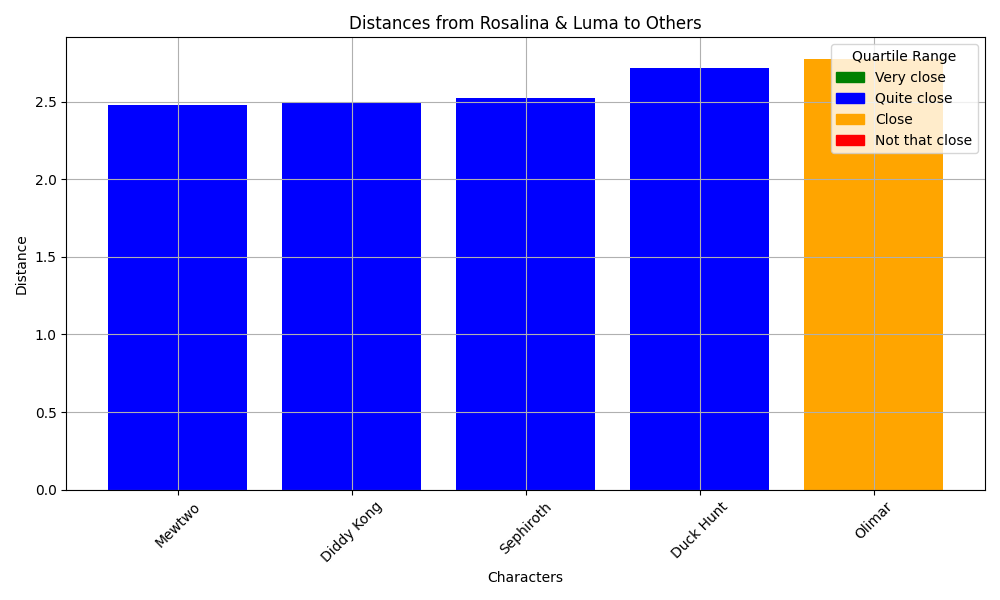 Distances from Rosalina & Luma to Others
Quartile Range
Very close
Quite close
Close
Not that close
Distance
2.5
2.0
1.5
1.0
0.5
0.0
Mewtwo
Diddy Kong
Sephiroth
Duck Hunt
Olimar
Characters